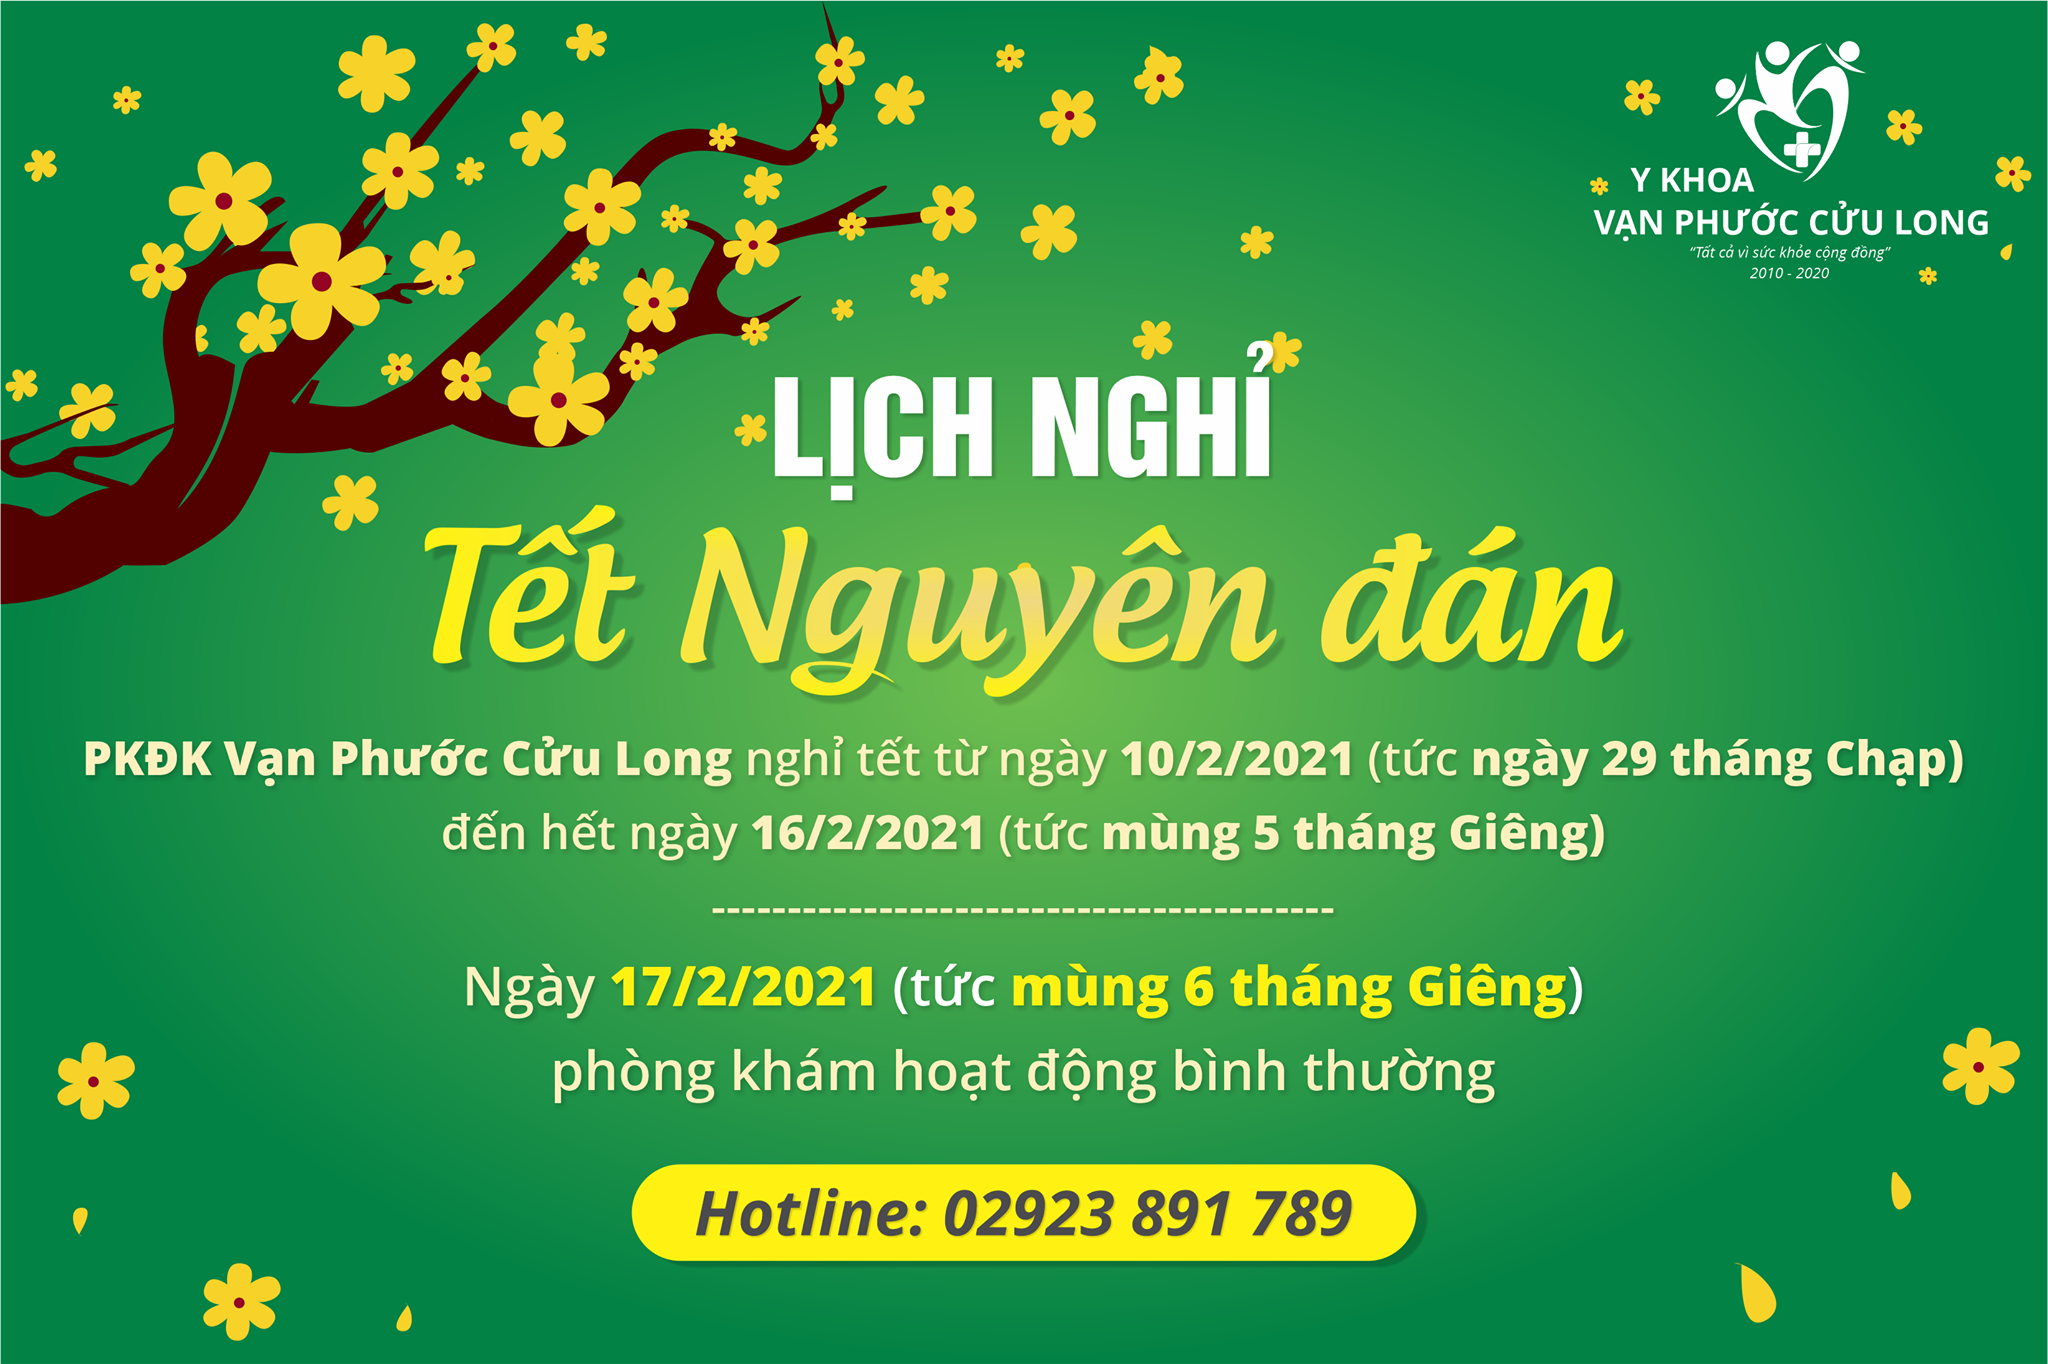 Y KHOA
VẠN PHƯỚC CỬU LONG
“Tất cả vì sức khỏe cộng đồng”
2010 - 2020
LỊCH NGHỈ
Tết Nguyên đán
PKĐK Vạn Phước Cửu Long nghỉ tết từ ngày 10/2/2021 (tức ngày 29 tháng Chạp)
đến hết ngày 16/2/2021 (tức mùng 5 tháng Giêng)
-----------------------------------------
Ngày 17/2/2021 (tức mùng 6 tháng Giêng)
phòng khám hoạt động bình thường
Hotline: 02923 891 789